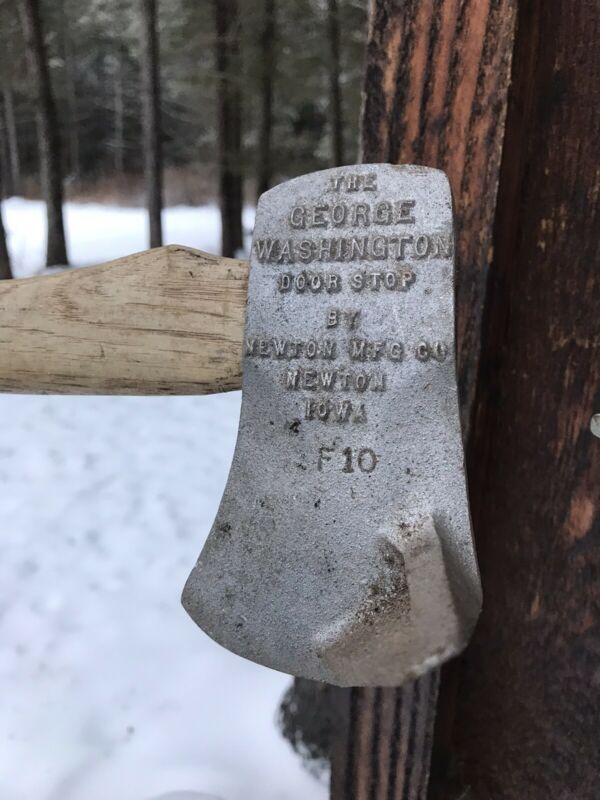 THE
GEORGE
WASHINGTON
DOOR STOP
BY
NEWTON MFG CO
NEWTON
IOWA
F10